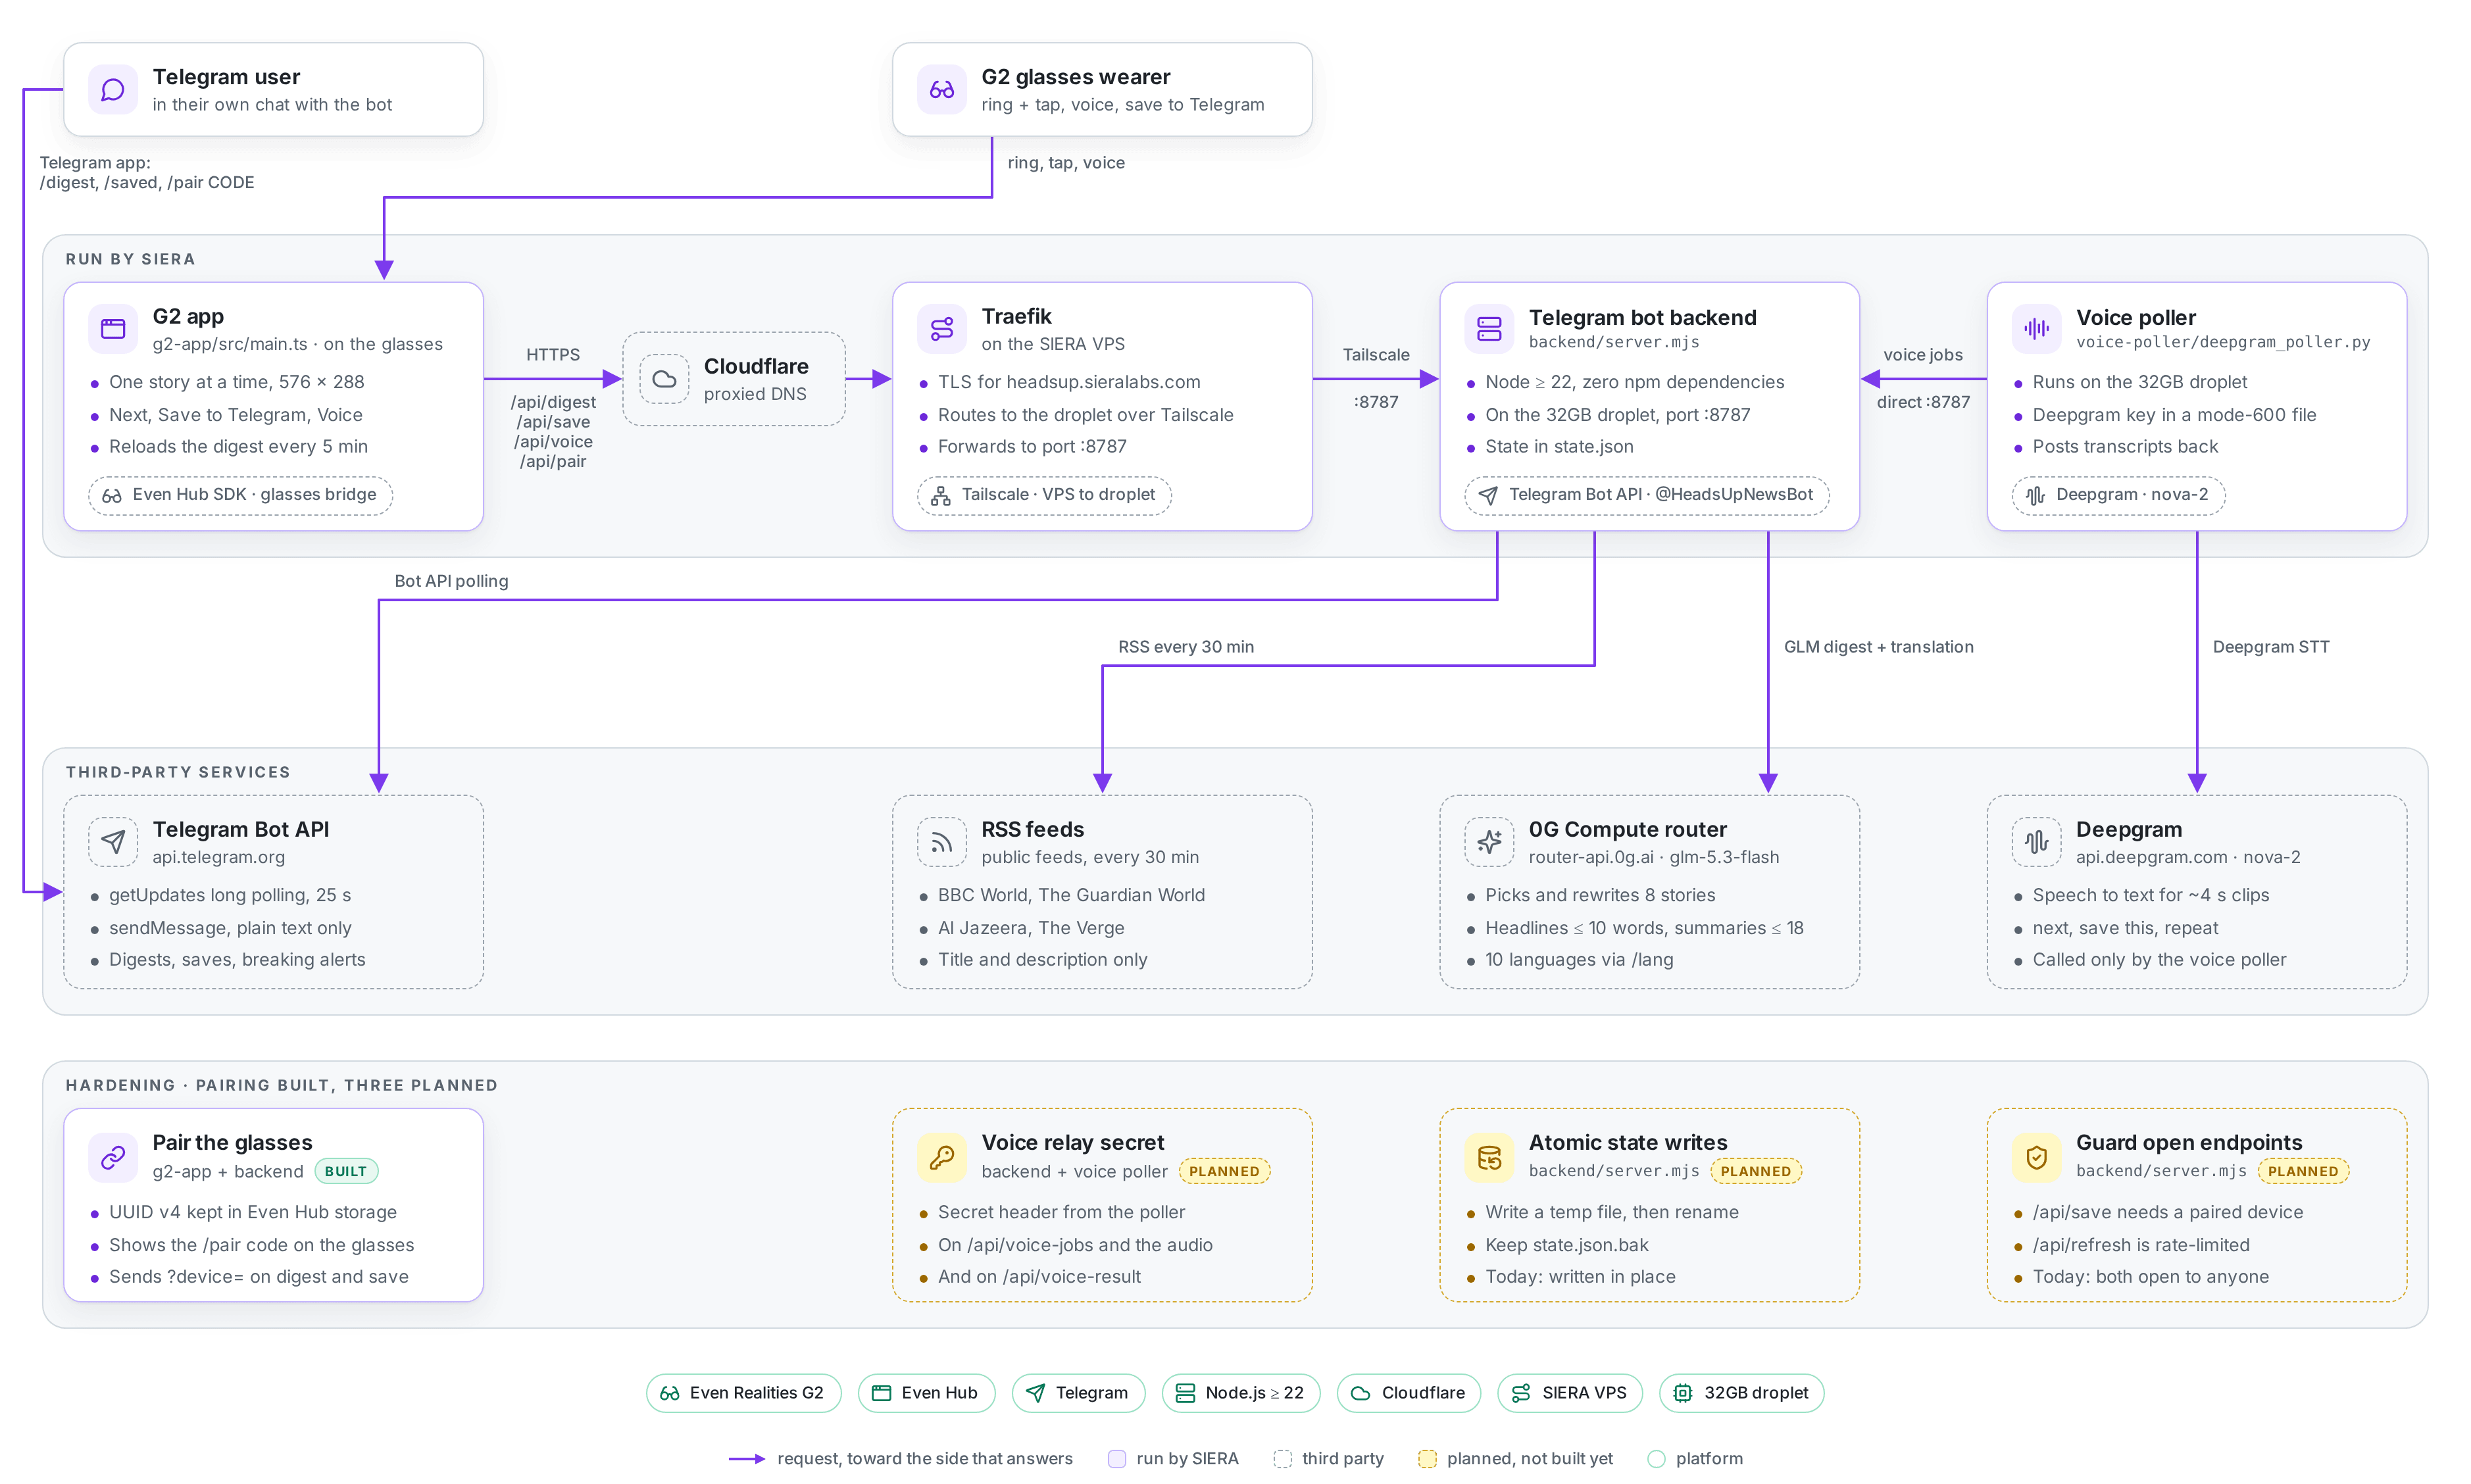 Telegram user
in their own chat with the bot
G2 glasses wearer
ring + tap, voice, save to Telegram
Telegram app:
/digest, /saved, /pair CODE
ring, tap, voice
RUN BY SIERA
G2 app
g2-app/src/main.ts · on the glasses
One story at a time, 576 × 288
Next, Save to Telegram, Voice
Reloads the digest every 5 min
Even Hub SDK · glasses bridge
HTTPS
/api/digest
/api/save
/api/voice
/api/pair
Cloudflare
proxied DNS
Traefik
on the SIERA VPS
TLS for headsup.sieralabs.com
Routes to the droplet over Tailscale
Forwards to port :8787
Tailscale · VPS to droplet
Tailscale
:8787
Telegram bot backend
backend/server.mjs
Node ≥ 22, zero npm dependencies
On the 32GB droplet, port :8787
State in state.json
Telegram Bot API · @HeadsUpNewsBot
voice jobs
direct :8787
Voice poller
voice-poller/deepgram_poller.py
Runs on the 32GB droplet
Deepgram key in a mode-600 file
Posts transcripts back
Deepgram · nova-2
Bot API polling
RSS every 30 min
GLM digest + translation
Deepgram STT
THIRD-PARTY SERVICES
Telegram Bot API
api.telegram.org
getUpdates long polling, 25 s
sendMessage, plain text only
Digests, saves, breaking alerts
RSS feeds
public feeds, every 30 min
BBC World, The Guardian World
Al Jazeera, The Verge
Title and description only
0G Compute router
router-api.0g.ai · glm-5.3-flash
Picks and rewrites 8 stories
Headlines ≤ 10 words, summaries ≤ 18
10 languages via /lang
Deepgram
api.deepgram.com · nova-2
Speech to text for ~4 s clips
next, save this, repeat
Called only by the voice poller
HARDENING · PAIRING BUILT, THREE PLANNED
Pair the glasses
g2-app + backend BUILT
UUID v4 kept in Even Hub storage
Shows the /pair code on the glasses
Sends ?device= on digest and save
Voice relay secret
backend + voice poller PLANNED
Secret header from the poller
On /api/voice-jobs and the audio
And on /api/voice-result
Atomic state writes
backend/server.mjs PLANNED
Write a temp file, then rename
Keep state.json.bak
Today: written in place
Guard open endpoints
backend/server.mjs PLANNED
/api/save needs a paired device
/api/refresh is rate-limited
Today: both open to anyone
Even Realities G2
Even Hub
Telegram
Node.js ≥ 22
Cloudflare
SIERA VPS
32GB droplet
request, toward the side that answers
run by SIERA
third party
planned, not built yet
platform